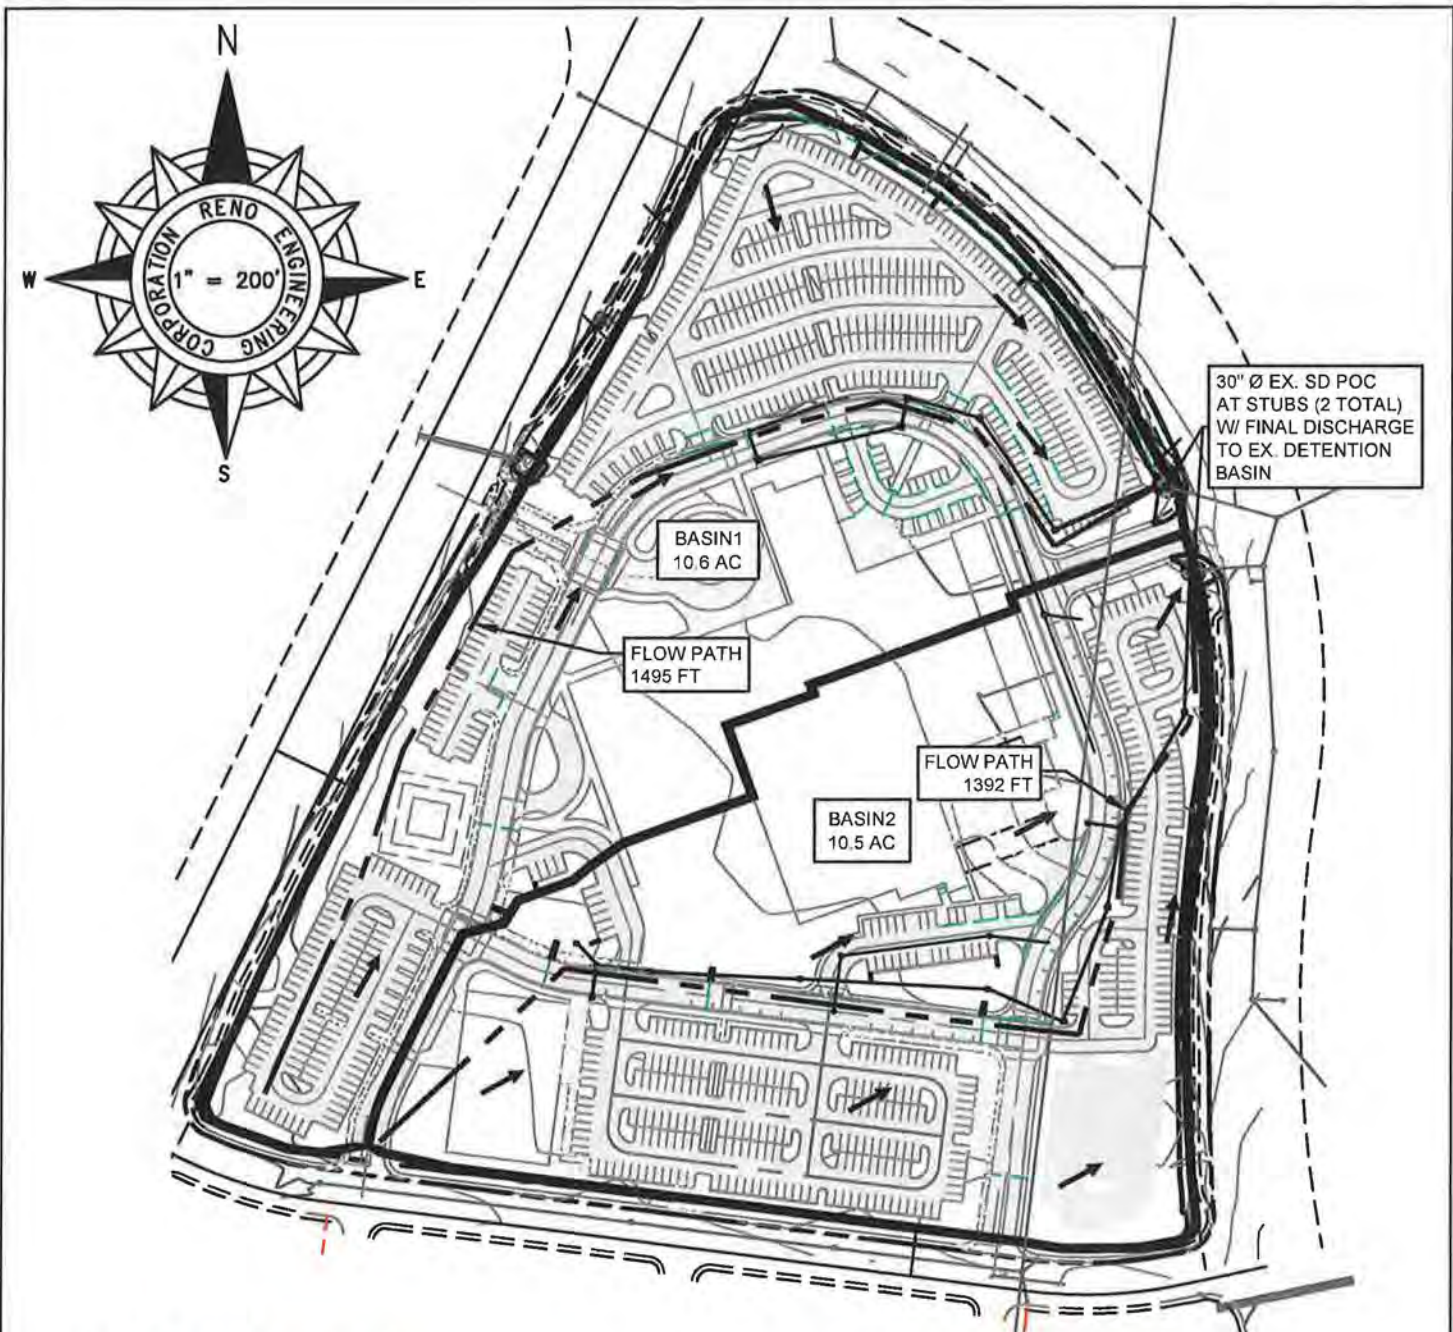 N
W
E
S
RENO ENGINEERING CORPORATION
1" = 200'
30" Ø EX. SD POC
AT STUBS (2 TOTAL)
W/ FINAL DISCHARGE
TO EX. DETENTION
BASIN
BASIN1
10.6 AC
FLOW PATH
1495 FT
FLOW PATH
1392 FT
BASIN2
10.5 AC